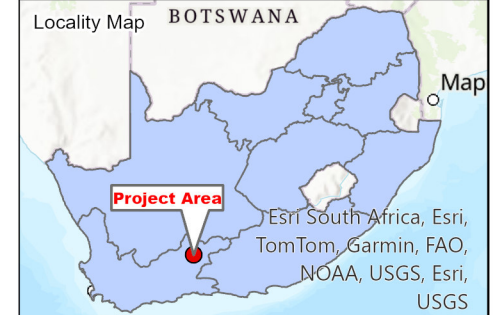 Locality Map
BOTSWANA
Map
Project Area
Esri South Africa, Esri,
TomTom, Garmin, FAO,
NOAA, USGS, Esri,
USGS